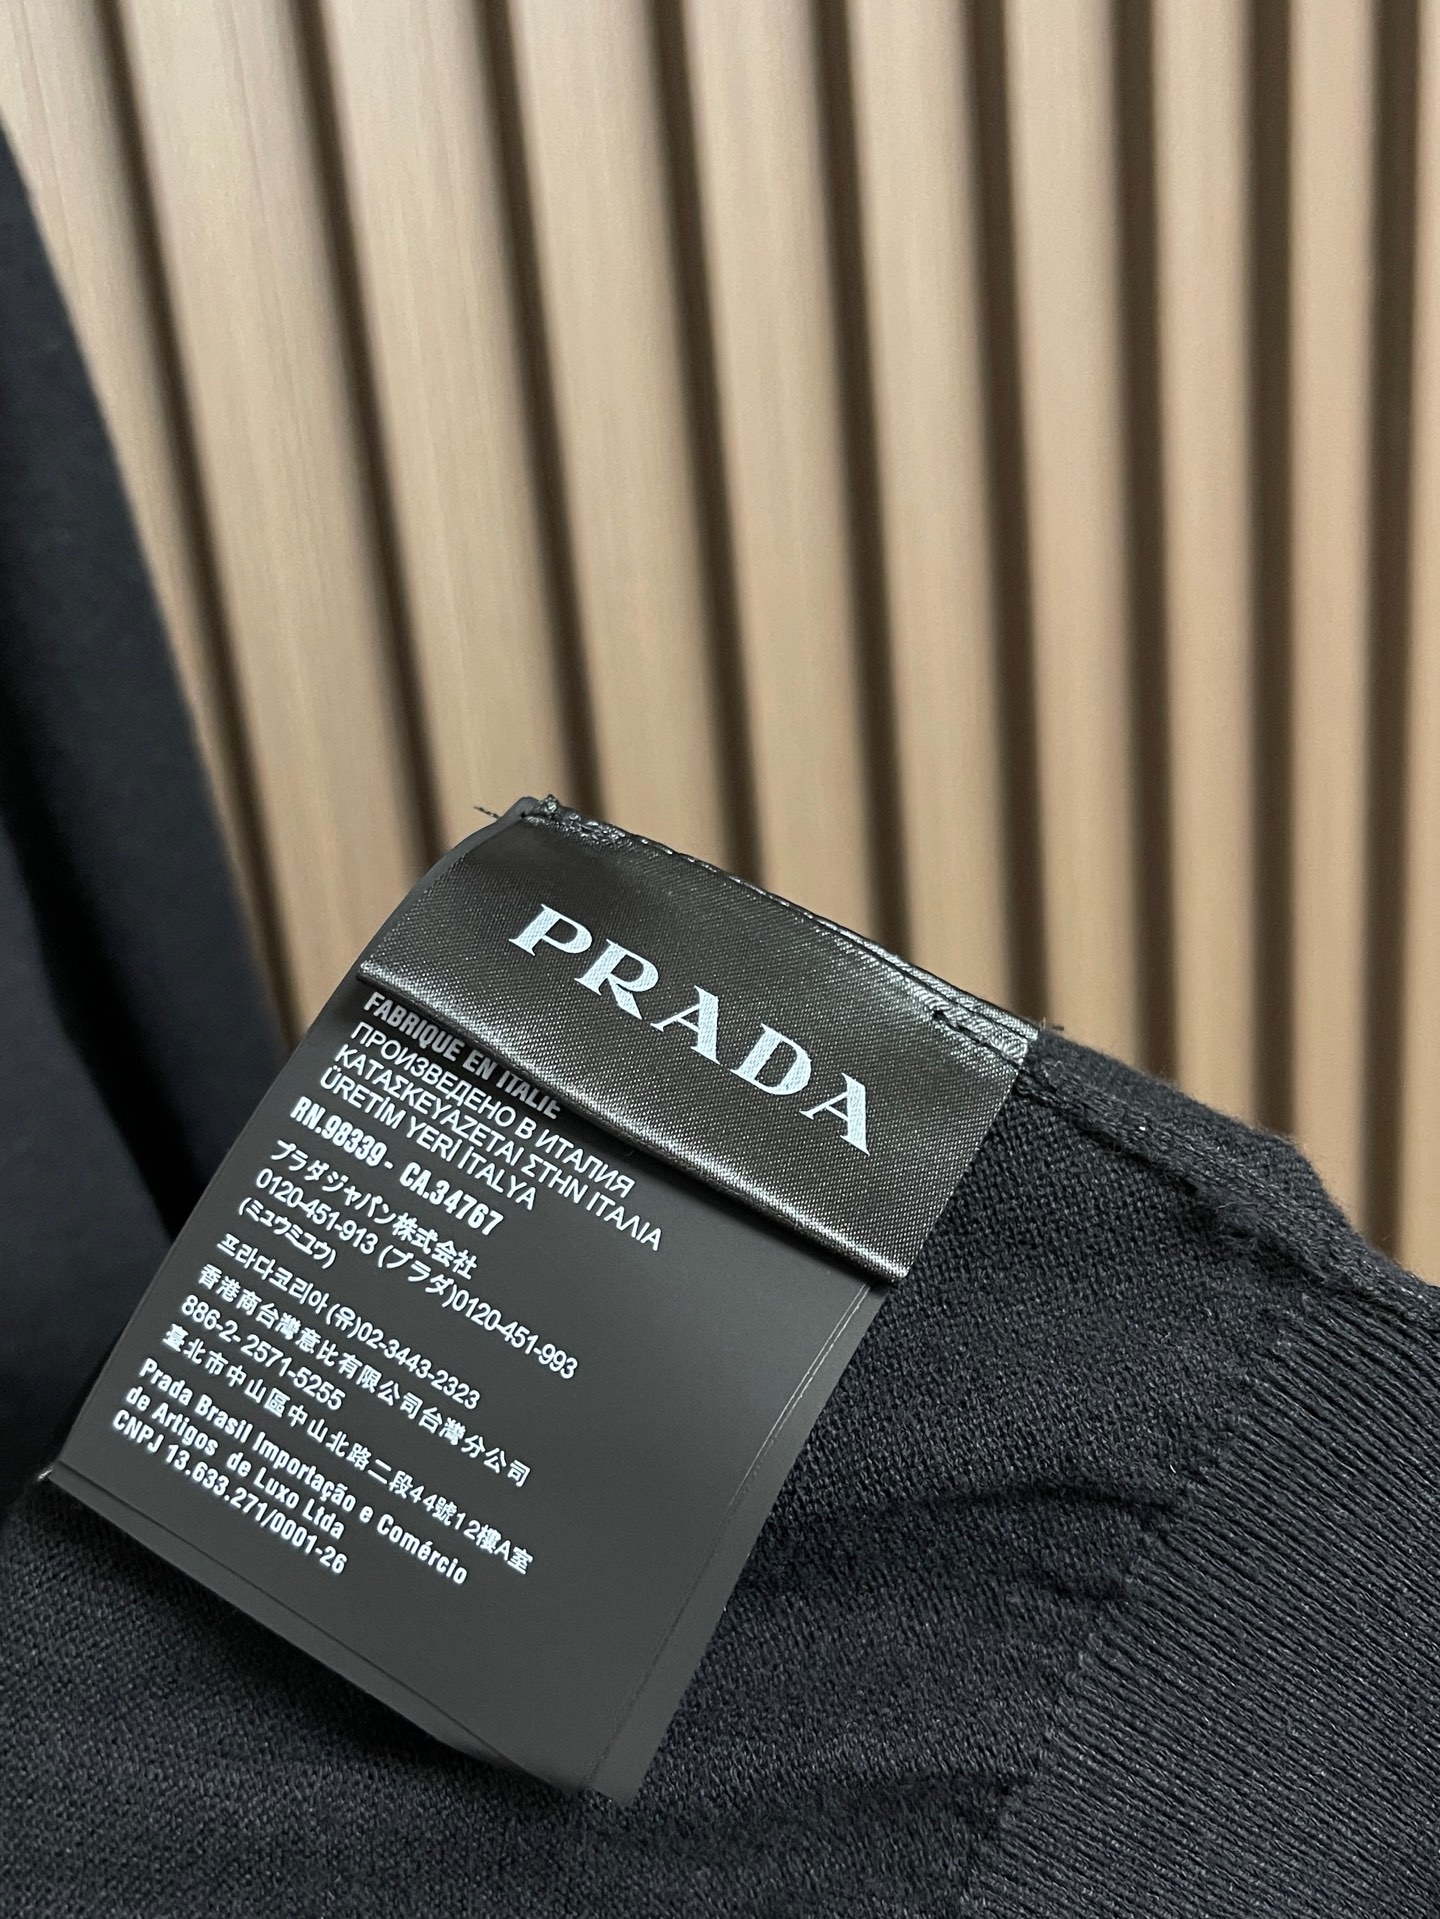 PRADA
FABRIQUE EN ITALIE
ПРОИЗВЕДЕНО В ИТАЛИЯ
ΚΑΤΑΣΚΕΥΑΖΕΤΑΙ ΣΤΗΝ ΙΤΑΛΙΑ
ÜRETİM YERİ İTALYA
RN.98339 - CA.34767
プラダジャパン株式会社
0120-451-913 (プラダ)0120-451-993
(ミュウミュウ)
프라다코리아(유)02-3443-2323
香港商台灣意比有限公司台灣分公司
886-2- 2571-5255
臺北市中山區中山北路二段44號12樓A室
Prada Brasil Importação e Comércio
de Artigos de Luxo Ltda
CNPJ 13.633.271/0001-26